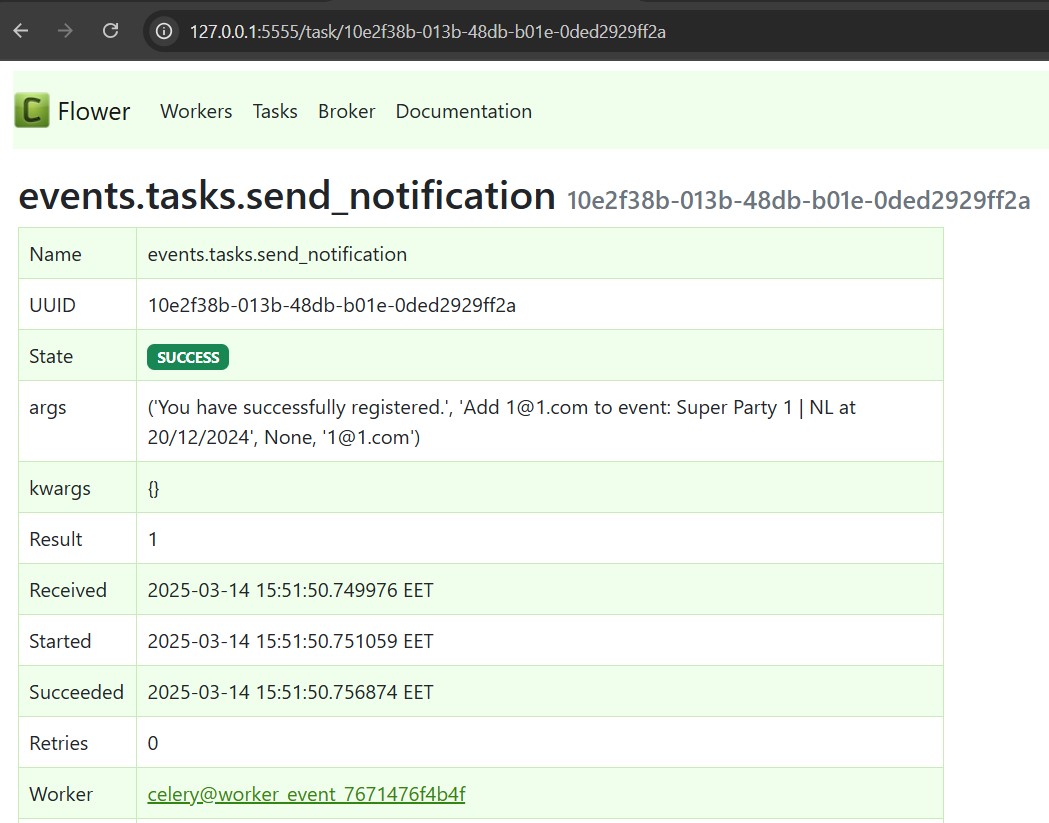 127.0.0.1:5555/task/10e2f38b-013b-48db-b01e-0ded2929ff2a
C Flower Workers Tasks Broker Documentation
events.tasks.send_notification 10e2f38b-013b-48db-b01e-0ded2929ff2a
Name events.tasks.send_notification
UUID 10e2f38b-013b-48db-b01e-0ded2929ff2a
State SUCCESS
args ('You have successfully registered.', 'Add 1@1.com to event: Super Party 1 | NL at
20/12/2024', None, '1@1.com')
kwargs {}
Result 1
Received 2025-03-14 15:51:50.749976 EET
Started 2025-03-14 15:51:50.751059 EET
Succeeded 2025-03-14 15:51:50.756874 EET
Retries 0
Worker celery@worker_event_7671476f4b4f